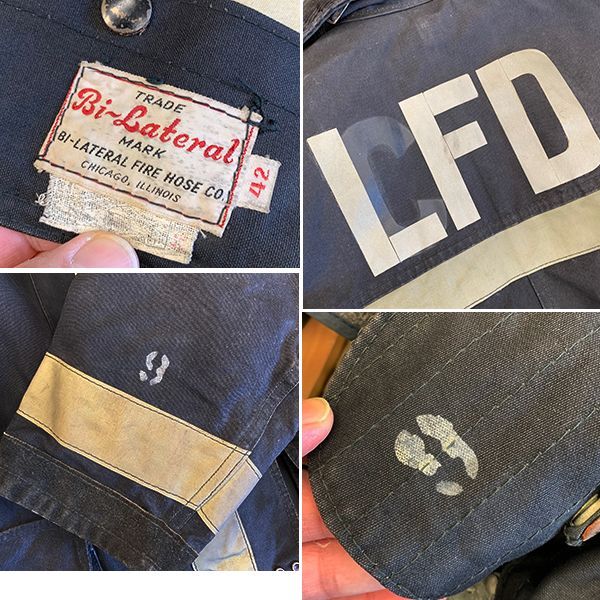 TRADE
Bi-Lateral
MARK
BI-LATERAL FIRE HOSE CO.
CHICAGO, ILLINOIS
42
LFD
C
9
9